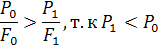 P₀/F₀ > P₁/F₁, т. к P₁ < P₀